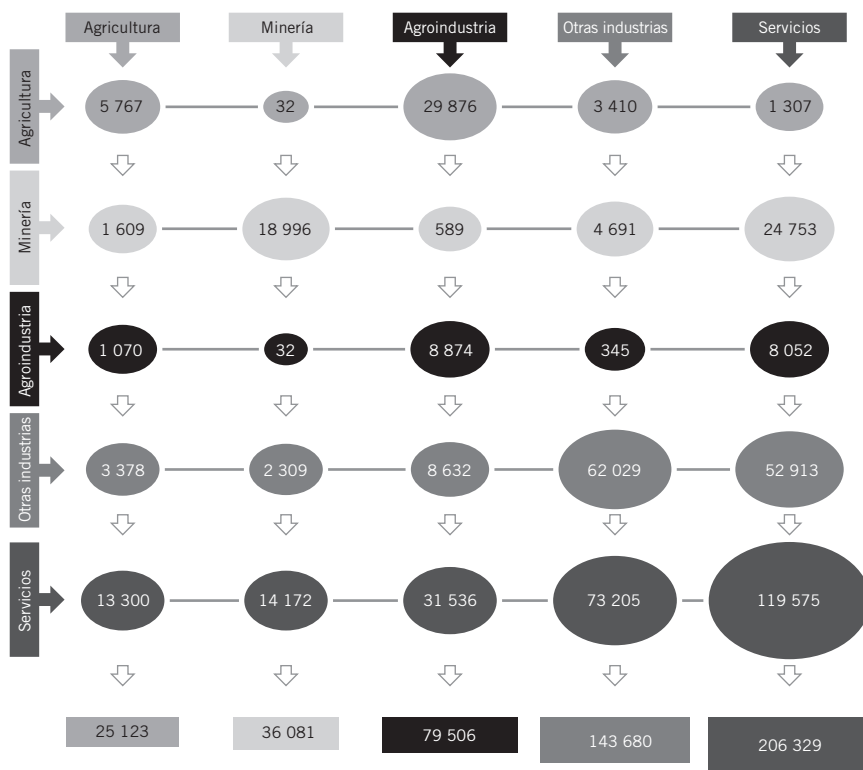 Agricultura Minería Agroindustria Otras industrias Servicios
Agricultura 5 767 32 29 876 3 410 1 307
Minería 1 609 18 996 589 4 691 24 753
Agroindustria 1 070 32 8 874 345 8 052
Otras industrias 3 378 2 309 8 632 62 029 52 913
Servicios 13 300 14 172 31 536 73 205 119 575
25 123 36 081 79 506 143 680 206 329